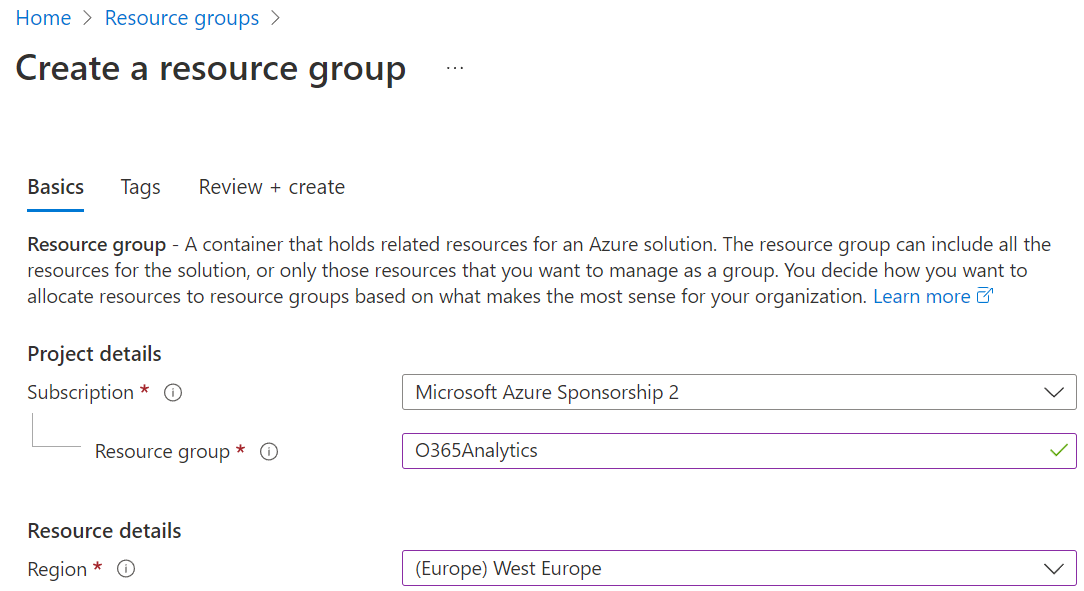 Home > Resource groups >
Create a resource group ...
Basics Tags Review + create
Resource group - A container that holds related resources for an Azure solution. The resource group can include all the
resources for the solution, or only those resources that you want to manage as a group. You decide how you want to
allocate resources to resource groups based on what makes the most sense for your organization. Learn more
Project details
Subscription * Microsoft Azure Sponsorship 2
Resource group * O365Analytics
Resource details
Region * (Europe) West Europe